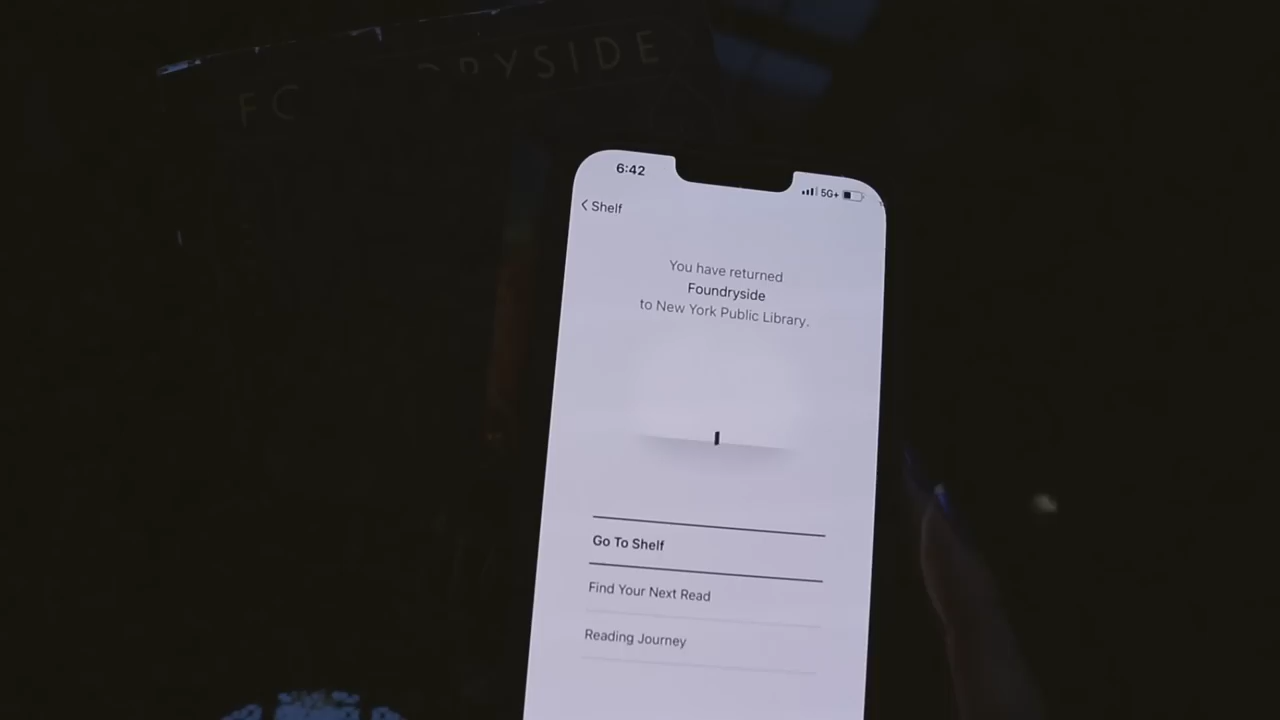 6:42
5G+
< Shelf
You have returned
Foundryside
to New York Public Library.
Go To Shelf
Find Your Next Read
Reading Journey